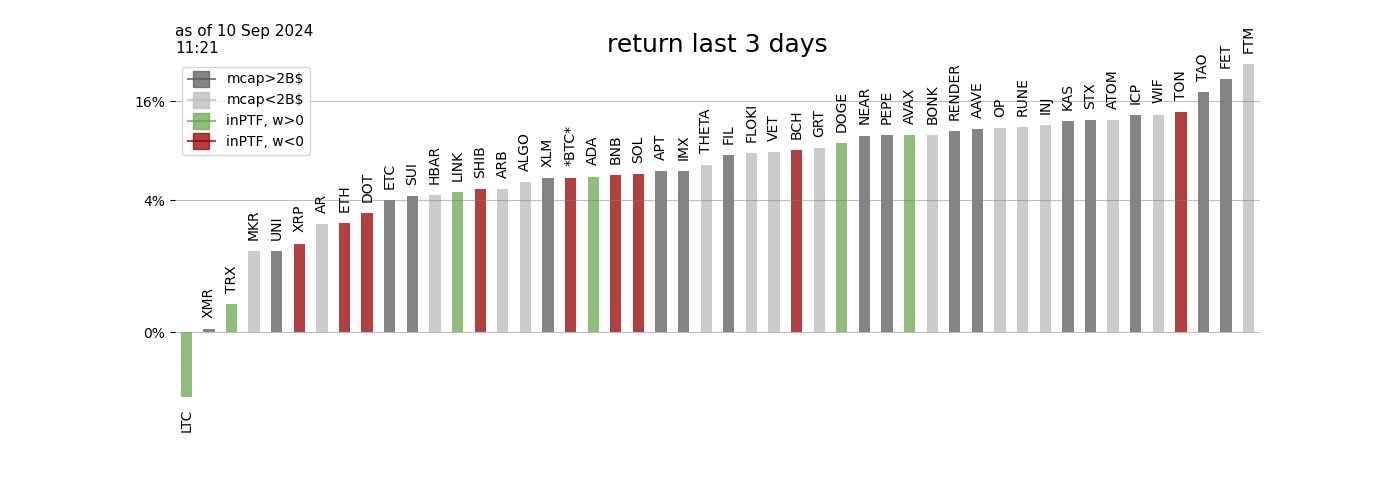 as of 10 Sep 2024
11:21
return last 3 days
mcap>2B$
mcap<2B$
inPTF, w>0
inPTF, w<0
16%
4%
0%
LTC
XMR
TRX
MKR
UNI
XRP
AR
ETH
DOT
ETC
SUI
HBAR
LINK
SHIB
ARB
ALGO
XLM
*BTC*
ADA
BNB
SOL
APT
IMX
THETA
FIL
FLOKI
VET
BCH
GRT
DOGE
NEAR
PEPE
AVAX
BONK
RENDER
AAVE
OP
RUNE
INJ
KAS
STX
ATOM
ICP
WIF
TON
TAO
FET
FTM